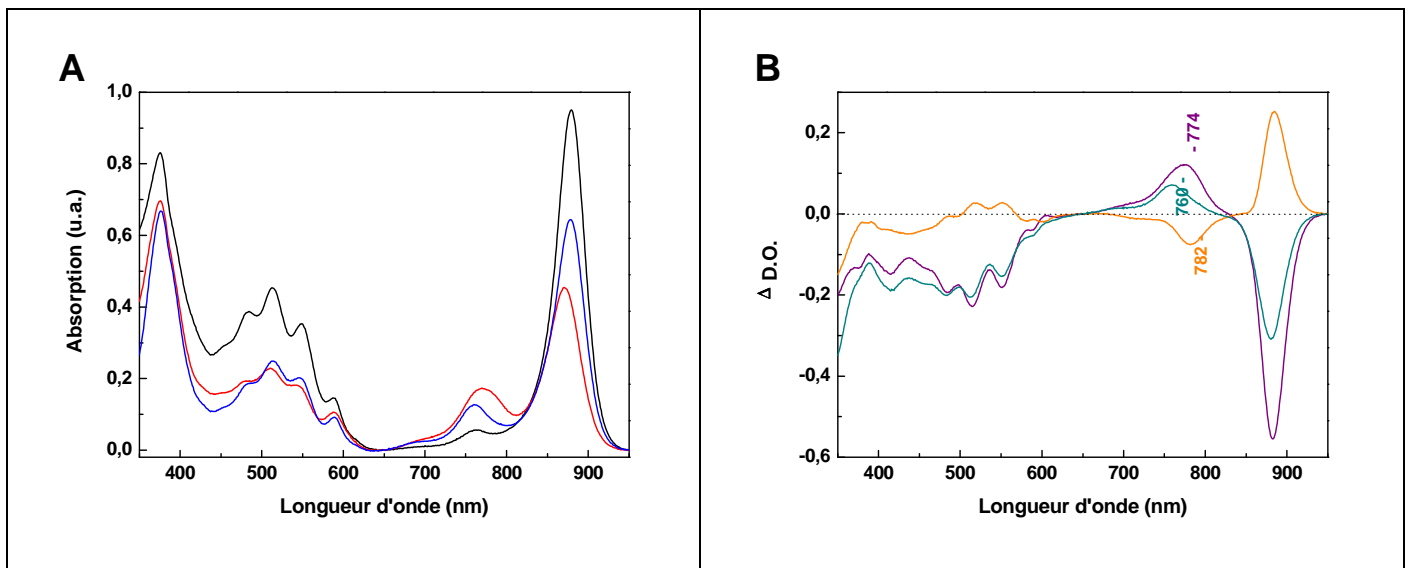 A
1,0
0,8
0,6
0,4
0,2
0,0
400 500 600 700 800 900
Absorption (u.a.)
Longueur d'onde (nm)
B
0,2
0,0
-0,2
-0,4
-0,6
400 500 600 700 800 900
Δ D.O.
Longueur d'onde (nm)
- 774
760 -
782 -